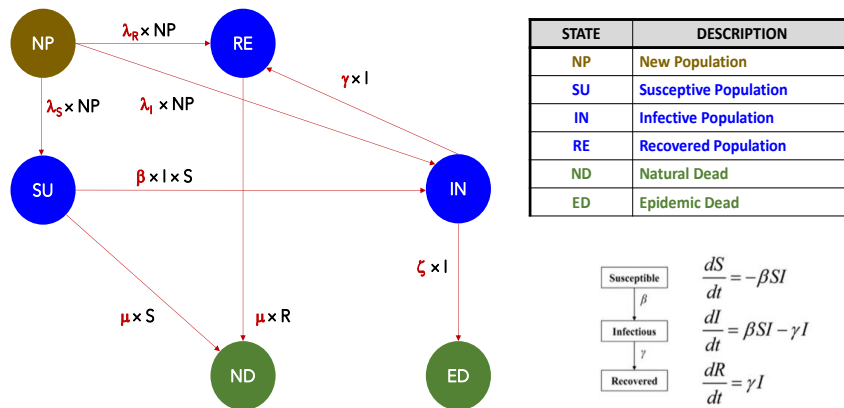 NP
λR × NP
RE
γ × I
λS × NP
λI × NP
SU
β × I × S
IN
ζ × I
μ × S
μ × R
ND
ED
STATE DESCRIPTION
NP New Population
SU Susceptive Population
IN Infective Population
RE Recovered Population
ND Natural Dead
ED Epidemic Dead
Susceptible
β
Infectious
γ
Recovered
dS/dt = −βSI
dI/dt = βSI − γI
dR/dt = γI